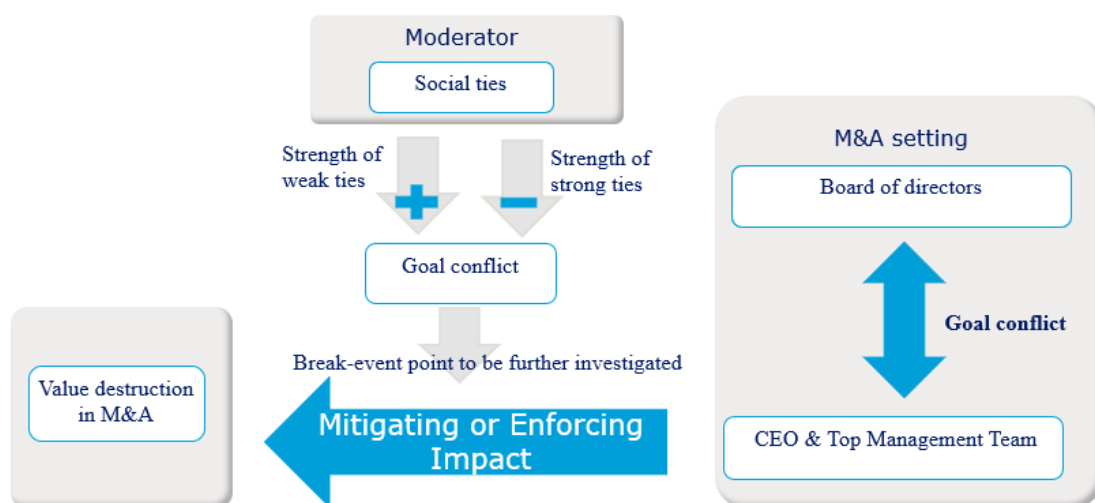 Moderator
Social ties
Strength of
weak ties
Strength of
strong ties
Goal conflict
Break-event point to be further investigated
Mitigating or Enforcing
Impact
Value destruction
in M&A
M&A setting
Board of directors
Goal conflict
CEO & Top Management Team